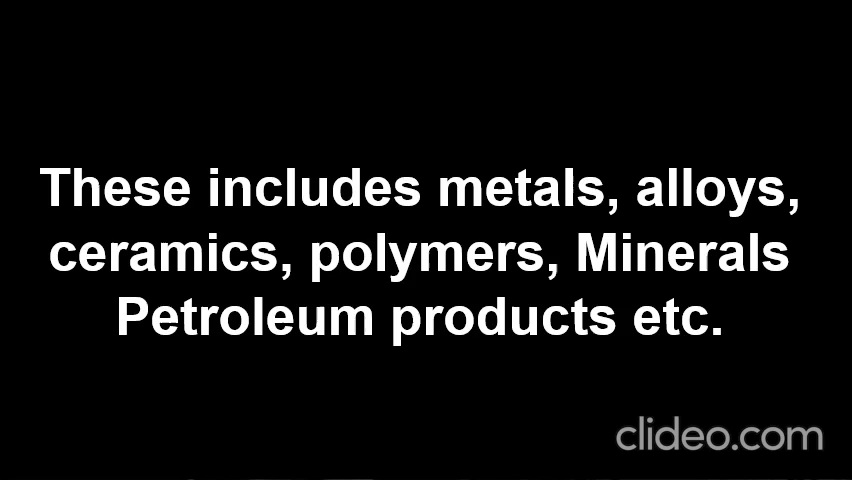 These includes metals, alloys,
ceramics, polymers, Minerals
Petroleum products etc.
clideo.com